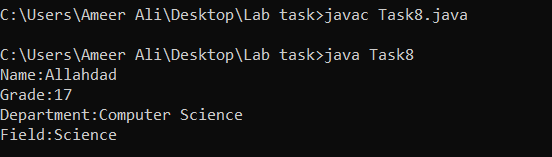 C:\Users\Ameer Ali\Desktop\Lab task>javac Task8.java
C:\Users\Ameer Ali\Desktop\Lab task>java Task8
Name:Allahdad
Grade:17
Department:Computer Science
Field:Science